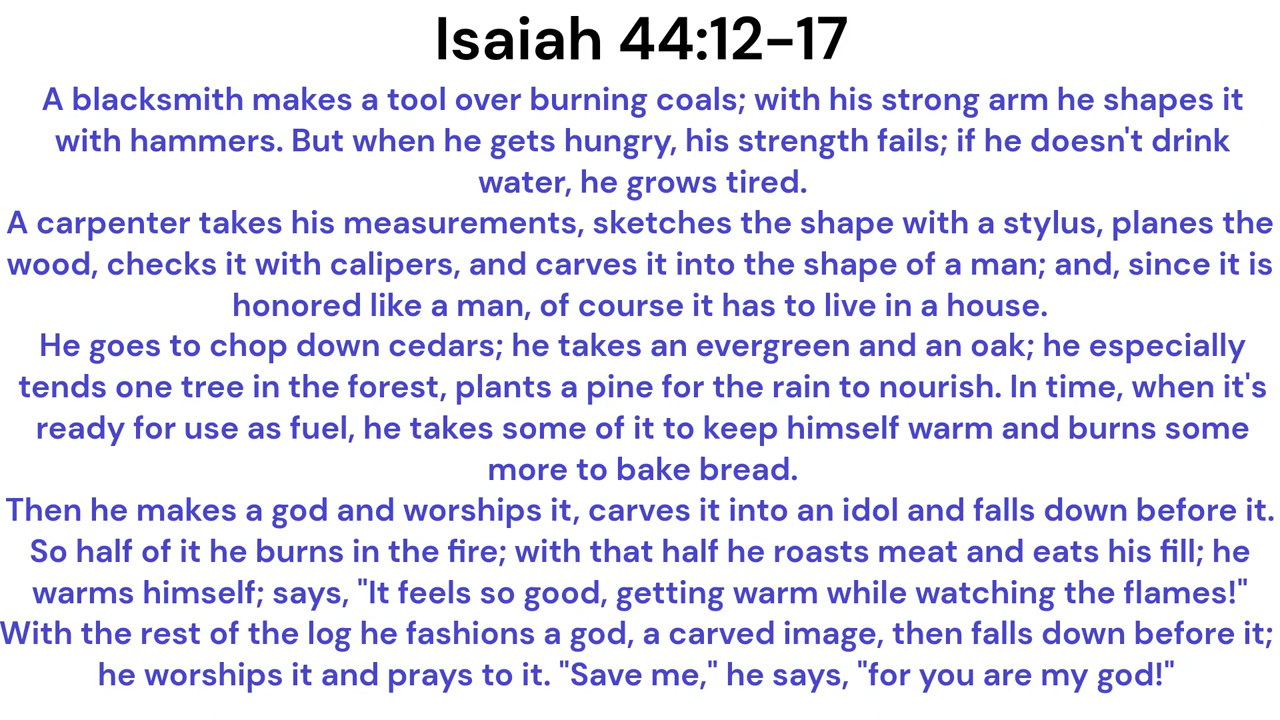 Isaiah 44:12-17
A blacksmith makes a tool over burning coals; with his strong arm he shapes it
with hammers. But when he gets hungry, his strength fails; if he doesn't drink
water, he grows tired.
A carpenter takes his measurements, sketches the shape with a stylus, planes the
wood, checks it with calipers, and carves it into the shape of a man; and, since it is
honored like a man, of course it has to live in a house.
He goes to chop down cedars; he takes an evergreen and an oak; he especially
tends one tree in the forest, plants a pine for the rain to nourish. In time, when it's
ready for use as fuel, he takes some of it to keep himself warm and burns some
more to bake bread.
Then he makes a god and worships it, carves it into an idol and falls down before it.
So half of it he burns in the fire; with that half he roasts meat and eats his fill; he
warms himself; says, "It feels so good, getting warm while watching the flames!"
With the rest of the log he fashions a god, a carved image, then falls down before it;
he worships it and prays to it. "Save me," he says, "for you are my god!"